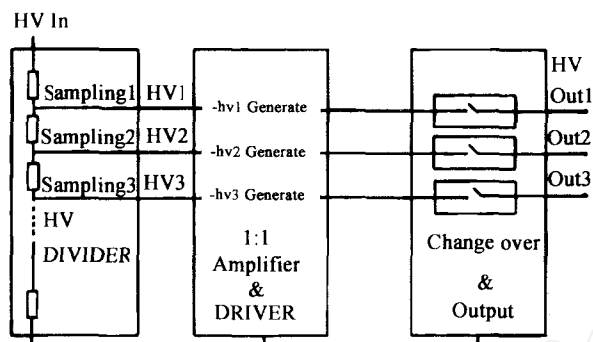 HV In
HV
Sampling1 HV1 -hv1 Generate Out1
Sampling2 HV2 -hv2 Generate Out2
Sampling3 HV3 -hv3 Generate Out3
HV
DIVIDER
1:1
Amplifier
&
DRIVER
Change over
&
Output